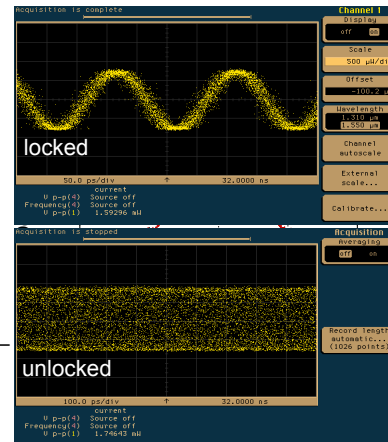 Acquisition is complete
Channel 1
Display
off on
Scale
500 µW/di
Offset
-100.2 µ
Wavelength
1.310 µm
1.550 µm
Channel
autoscale
External
scale...
Calibrate...
locked
50.0 ps/div ↑ 32.0000 ns
current
V p-p(4) Source off
Frequency(4) Source off
V p-p(1) 1.59296 mW
Acquisition is stopped
Acquisition
Averaging
off on
Record length
automatic...
(1026 points)
unlocked
100.0 ps/div ↑ 32.0000 ns
current
V p-p(4) Source off
Frequency(4) Source off
V p-p(1) 1.74643 mW